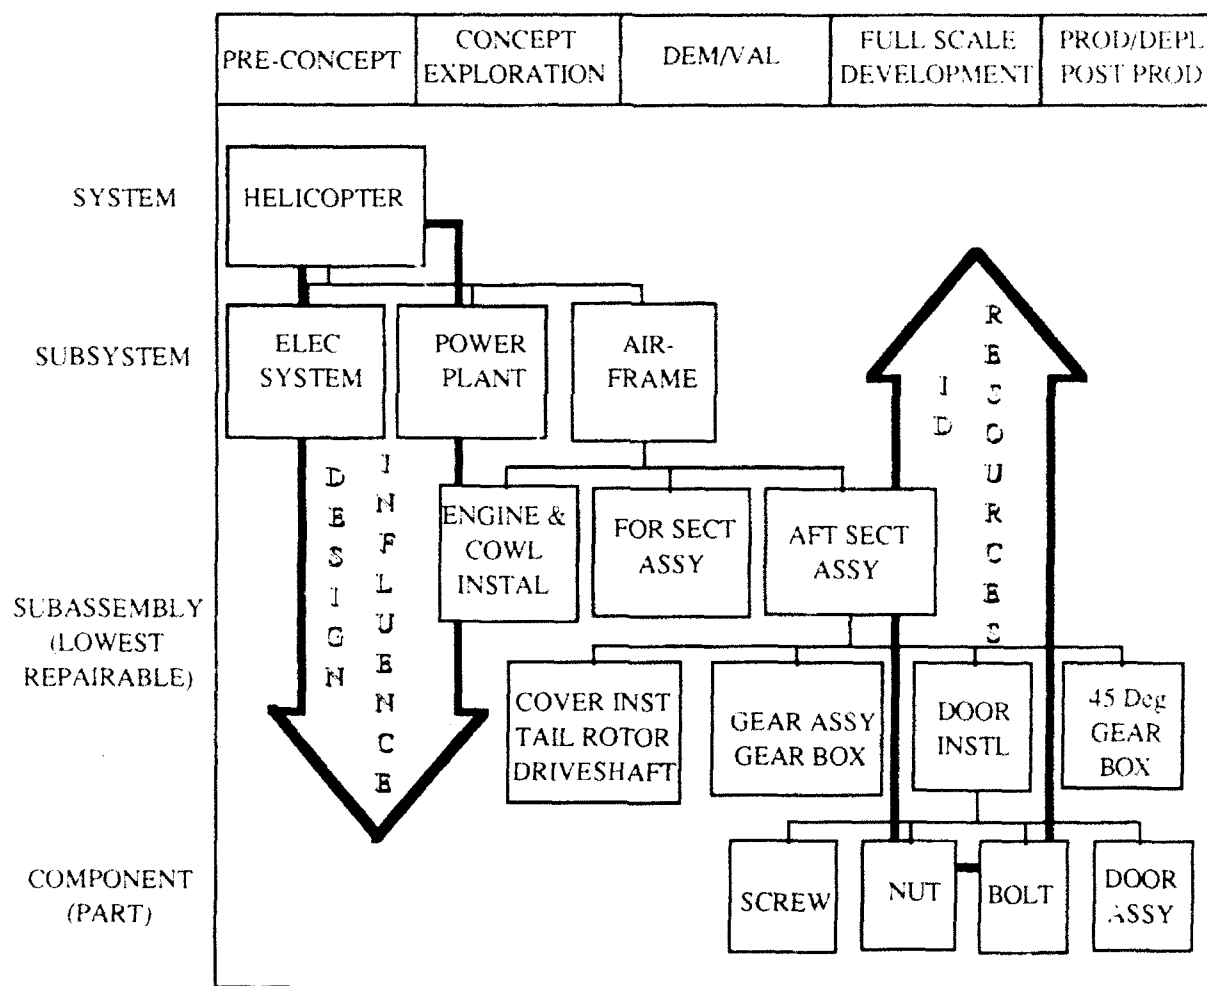 PRE-CONCEPT
CONCEPT
EXPLORATION
DEM/VAL
FULL SCALE
DEVELOPMENT
PROD/DEPL
POST PROD
SYSTEM
HELICOPTER
SUBSYSTEM
ELEC
SYSTEM
POWER
PLANT
AIR-
FRAME
DESIGN
INFLUENCE
ID
RESOURCES
SUBASSEMBLY
(LOWEST
REPAIRABLE)
ENGINE &
COWL
INSTAL
FOR SECT
ASSY
AFT SECT
ASSY
COVER INST
TAIL ROTOR
DRIVESHAFT
GEAR ASSY
GEAR BOX
DOOR
INSTL
45 Deg
GEAR
BOX
COMPONENT
(PART)
SCREW
NUT
BOLT
DOOR
ASSY